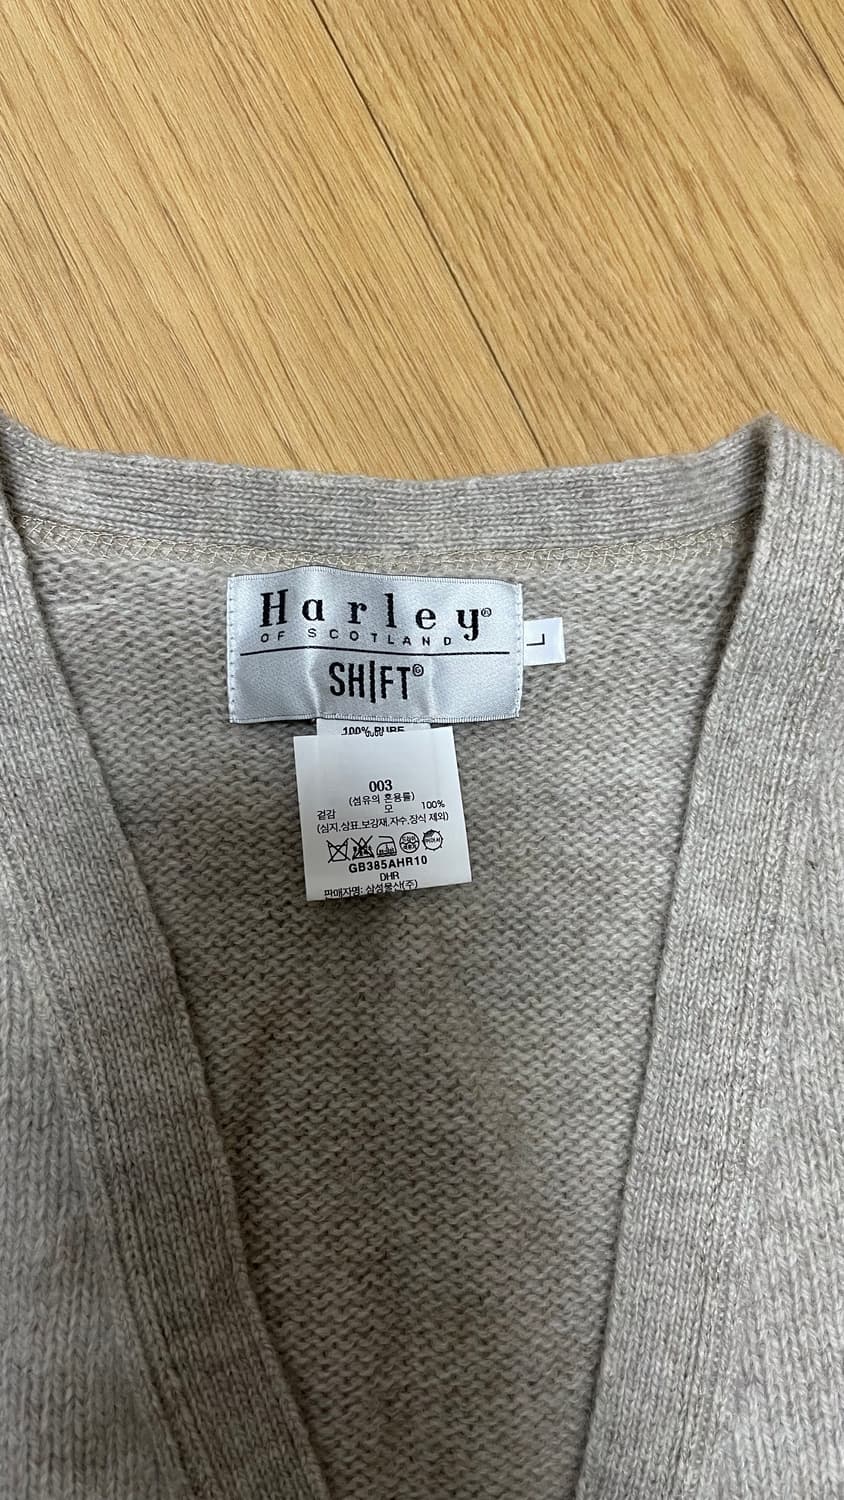 Harley®
OF SCOTLAND
SH|FT©
L
100% PURE
003
(섬유의 혼용률)
겉감 모 100%
(심지,상표,보강재,자수,장식 제외)
GB385AHR10
DHR
판매자명: 삼성물산(주)